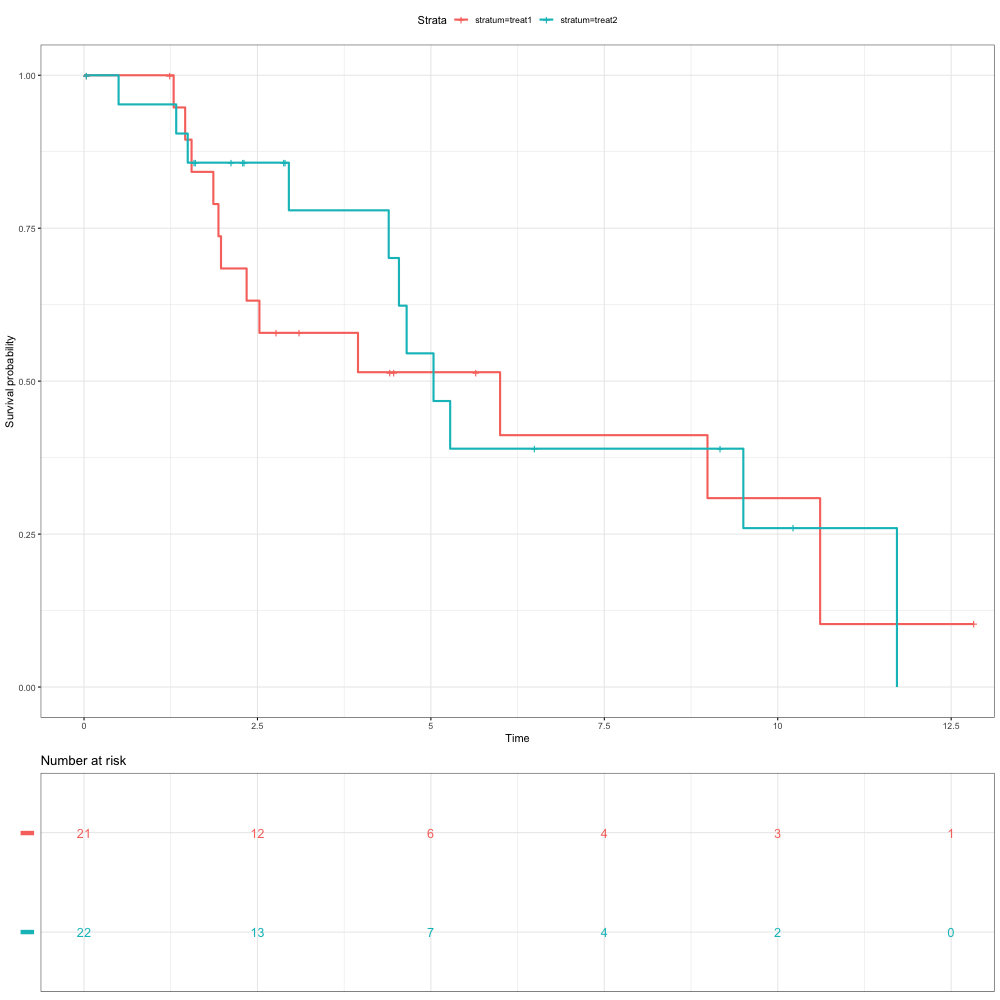 Strata stratum=treat1 stratum=treat2
1.00
0.75
0.50
0.25
0.00
Survival probability
0 2.5 5 7.5 10 12.5
Time
Number at risk
21 12 6 4 3 1
22 13 7 4 2 0